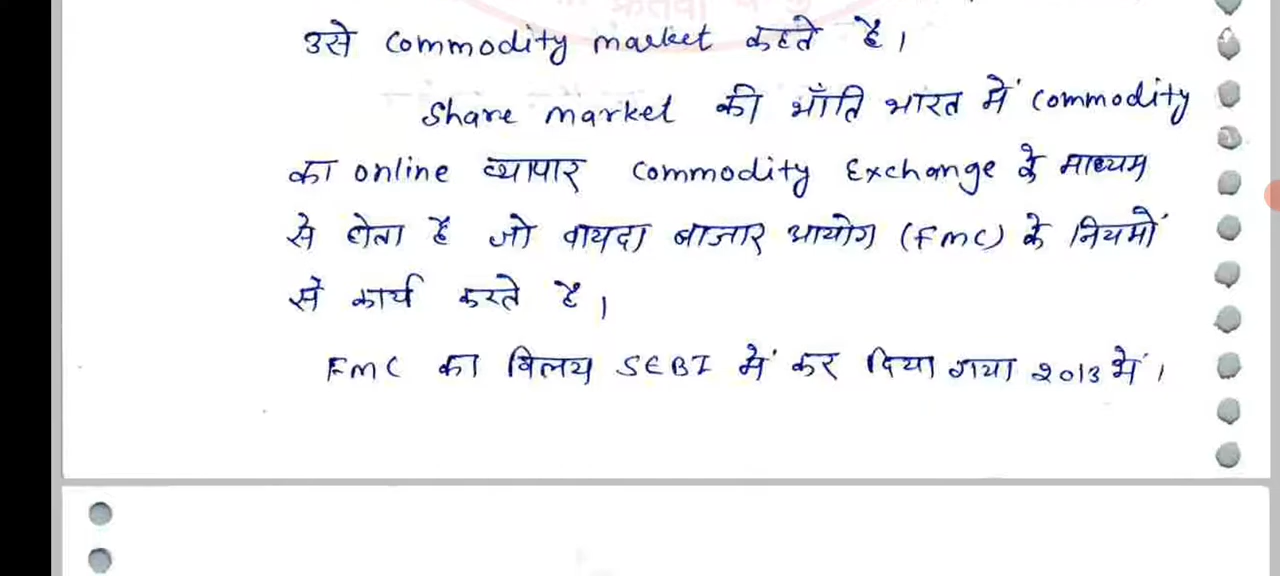 उसे commodity market कहते है।
Share market की भाँति भारत में commodity
का online व्यापार commodity Exchange के माध्यम
से होता है जो वायदा बाजार आयोग (FMC) के नियमों
से कार्य करते है।
FMC का विलय SEBI में कर दिया गया 2013 में।